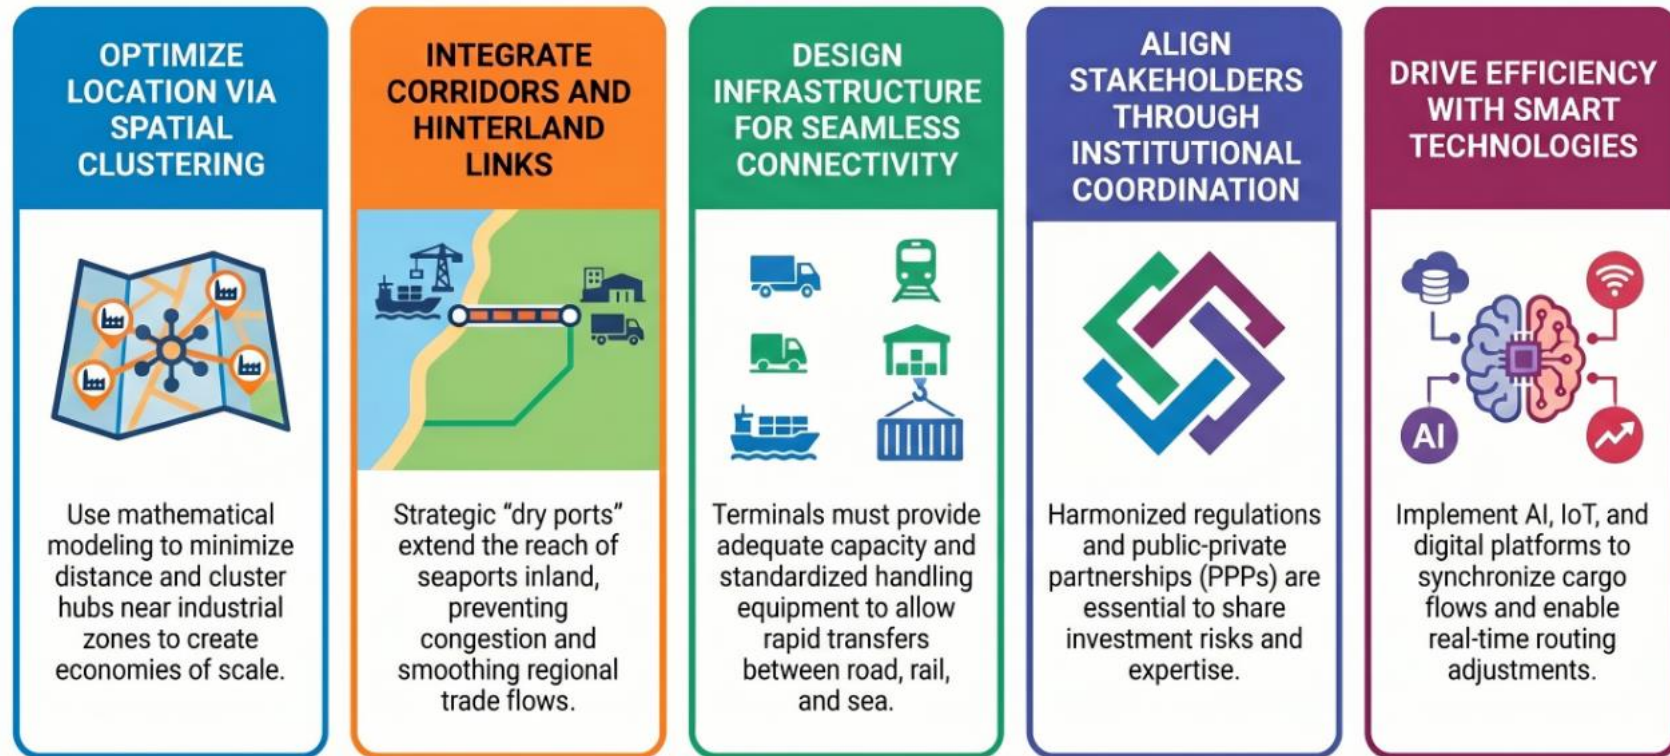 OPTIMIZE
LOCATION VIA
SPATIAL
CLUSTERING
Use mathematical
modeling to minimize
distance and cluster
hubs near industrial
zones to create
economies of scale.
INTEGRATE
CORRIDORS AND
HINTERLAND
LINKS
Strategic “dry ports”
extend the reach of
seaports inland,
preventing
congestion and
smoothing regional
trade flows.
DESIGN
INFRASTRUCTURE
FOR SEAMLESS
CONNECTIVITY
Terminals must provide
adequate capacity and
standardized handling
equipment to allow
rapid transfers
between road, rail,
and sea.
ALIGN
STAKEHOLDERS
THROUGH
INSTITUTIONAL
COORDINATION
Harmonized regulations
and public-private
partnerships (PPPs) are
essential to share
investment risks and
expertise.
DRIVE EFFICIENCY
WITH SMART
TECHNOLOGIES
AI
Implement AI, IoT, and
digital platforms to
synchronize cargo
flows and enable
real-time routing
adjustments.